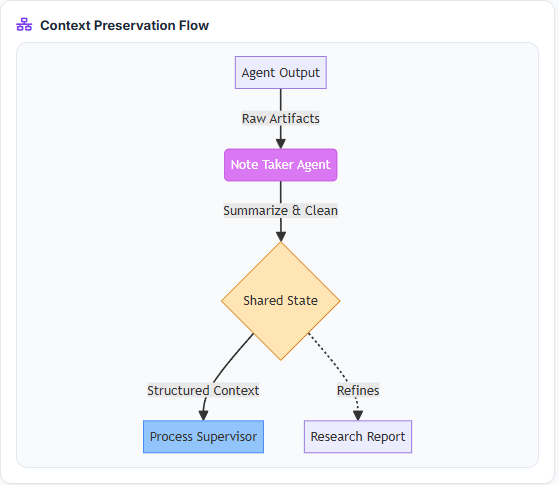 Context Preservation Flow
Agent Output
Raw Artifacts
Note Taker Agent
Summarize & Clean
Shared State
Structured Context
Refines
Process Supervisor
Research Report